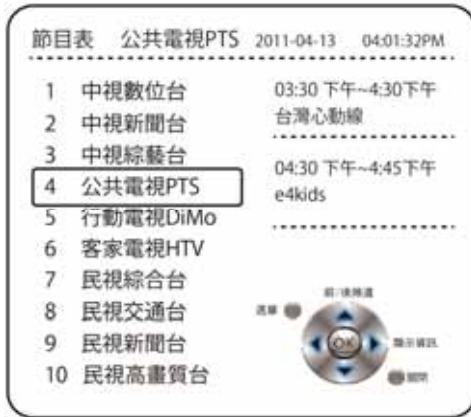 節目表 公共電視PTS 2011-04-13 04:01:32PM
1 中視數位台
2 中視新聞台
3 中視綜藝台
4 公共電視PTS
5 行動電視DiMo
6 客家電視HTV
7 民視綜合台
8 民視交通台
9 民視新聞台
10 民視高畫質台
03:30 下午~4:30下午
台灣心動線
04:30 下午~4:45下午
e4kids
前/後頻道
選單
OK
顯示資訊
關閉